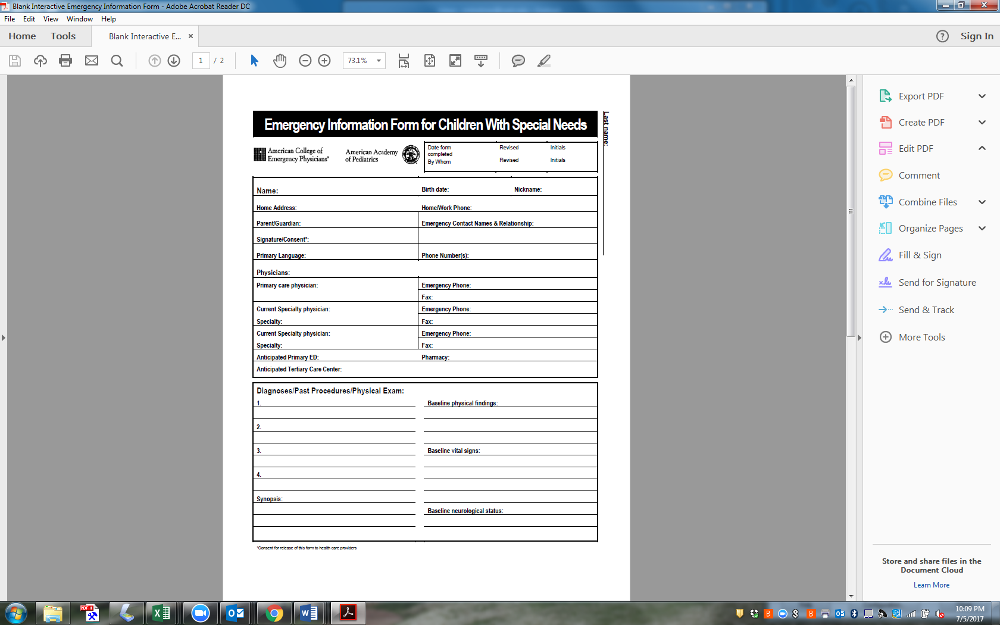 Blank Interactive Emergency Information Form - Adobe Acrobat Reader DC
File Edit View Window Help
Home Tools Blank Interactive E... × Sign In
1 / 2 73.1%
Export PDF
Create PDF
Edit PDF
Comment
Combine Files
Organize Pages
Fill & Sign
Send for Signature
Send & Track
More Tools
Store and share files in the
Document Cloud
Learn More
Emergency Information Form for Children With Special Needs
Last name:
American College of
Emergency Physicians®
American Academy
of Pediatrics
Date form
completed
By Whom
Revised Initials
Revised Initials
Name: Birth date: Nickname:
Home Address: Home/Work Phone:
Parent/Guardian: Emergency Contact Names & Relationship:
Signature/Consent*:
Primary Language: Phone Number(s):
Physicians:
Primary care physician: Emergency Phone:
Fax:
Current Specialty physician: Emergency Phone:
Specialty: Fax:
Current Specialty physician: Emergency Phone:
Specialty: Fax:
Anticipated Primary ED: Pharmacy:
Anticipated Tertiary Care Center:
Diagnoses/Past Procedures/Physical Exam:
1. Baseline physical findings:
2.
3. Baseline vital signs:
4.
Synopsis:
Baseline neurological status:
*Consent for release of this form to health care providers
10:09 PM
7/5/2017